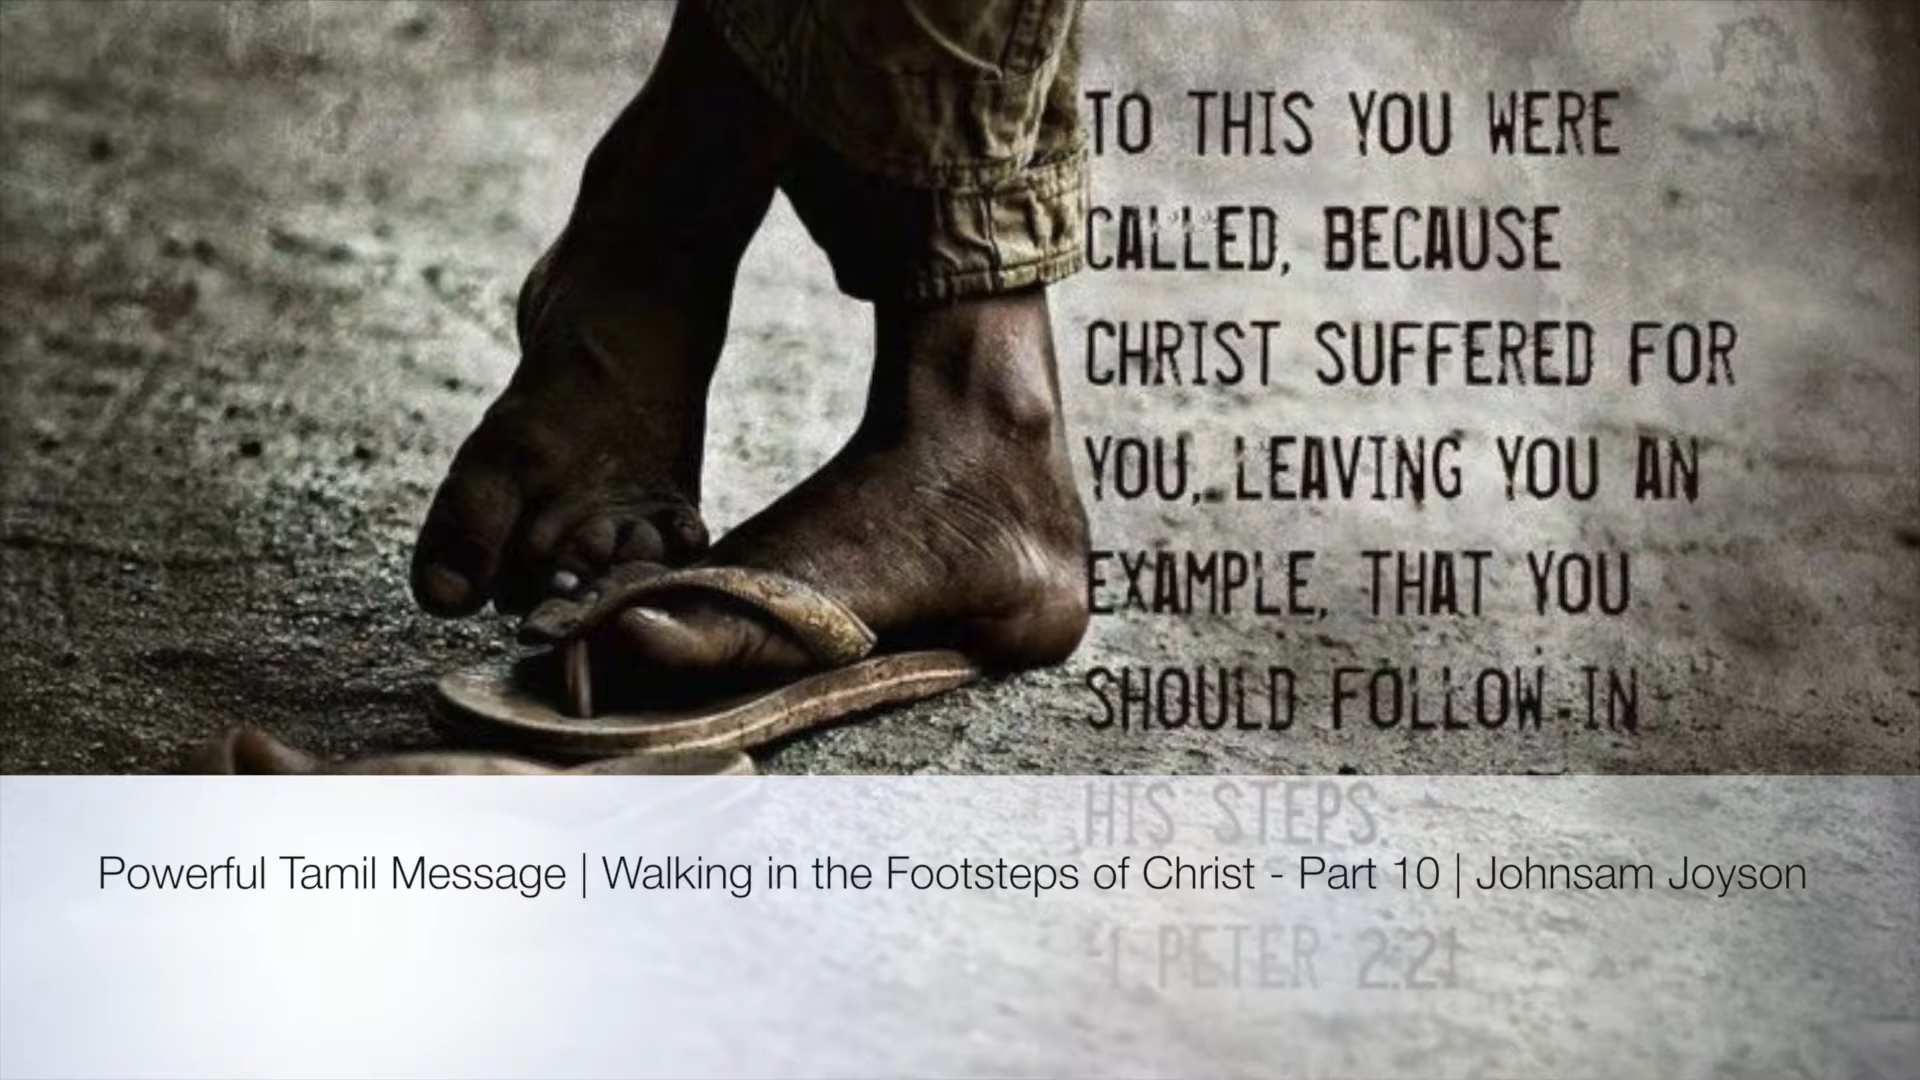 TO THIS YOU WERE
CALLED, BECAUSE
CHRIST SUFFERED FOR
YOU, LEAVING YOU AN
EXAMPLE, THAT YOU
SHOULD FOLLOW IN
HIS STEPS.
Powerful Tamil Message | Walking in the Footsteps of Christ - Part 10 | Johnsam Joyson
-1 PETER 2:21